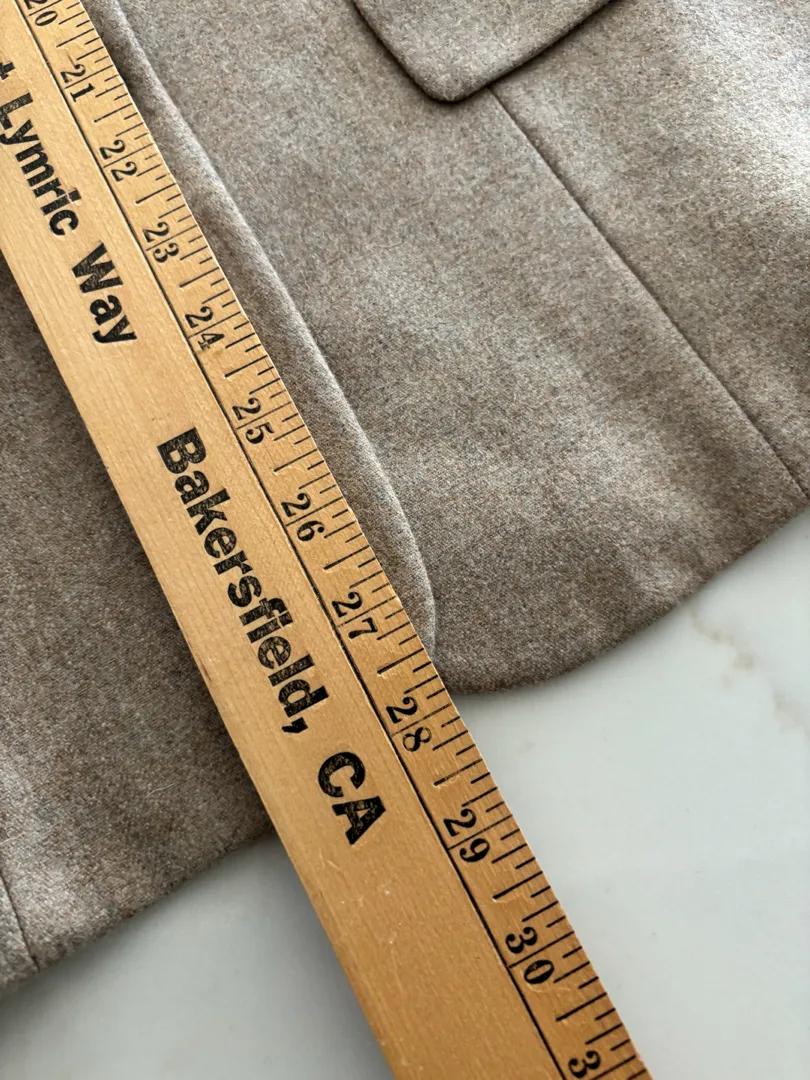 20 21 22 23 24 25 26 27 28 29 30
Lymric Way
Bakersfield, CA